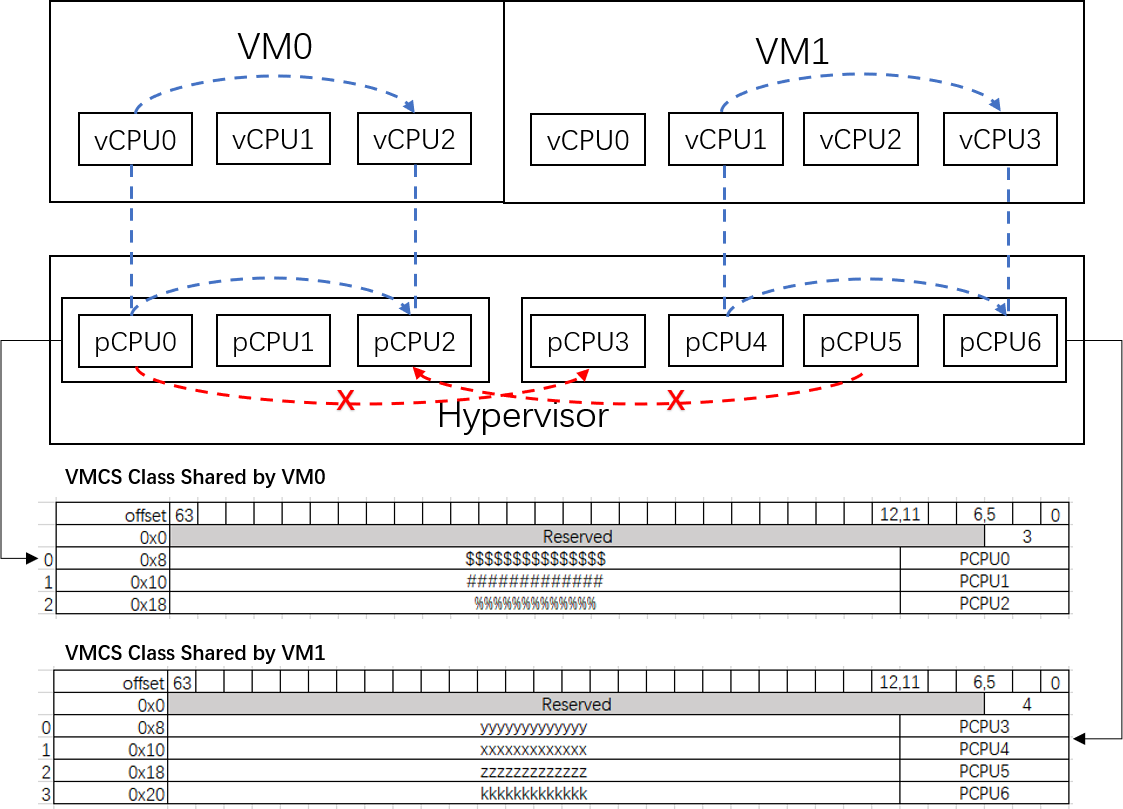 VM0
VM1
vCPU0 vCPU1 vCPU2 vCPU0 vCPU1 vCPU2 vCPU3
pCPU0 pCPU1 pCPU2 pCPU3 pCPU4 pCPU5 pCPU6
X X
Hypervisor
VMCS Class Shared by VM0
offset 63 12,11 6,5 0
0x0 Reserved 3
0 0x8 $$$$$$$$$$$$$$$ PCPU0
1 0x10 ############# PCPU1
2 0x18 %%%%%%%%%%%%% PCPU2
VMCS Class Shared by VM1
offset 63 12,11 6,5 0
0x0 Reserved 4
0 0x8 yyyyyyyyyyyyy PCPU3
1 0x10 xxxxxxxxxxxxx PCPU4
2 0x18 zzzzzzzzzzzzz PCPU5
3 0x20 kkkkkkkkkkkkk PCPU6